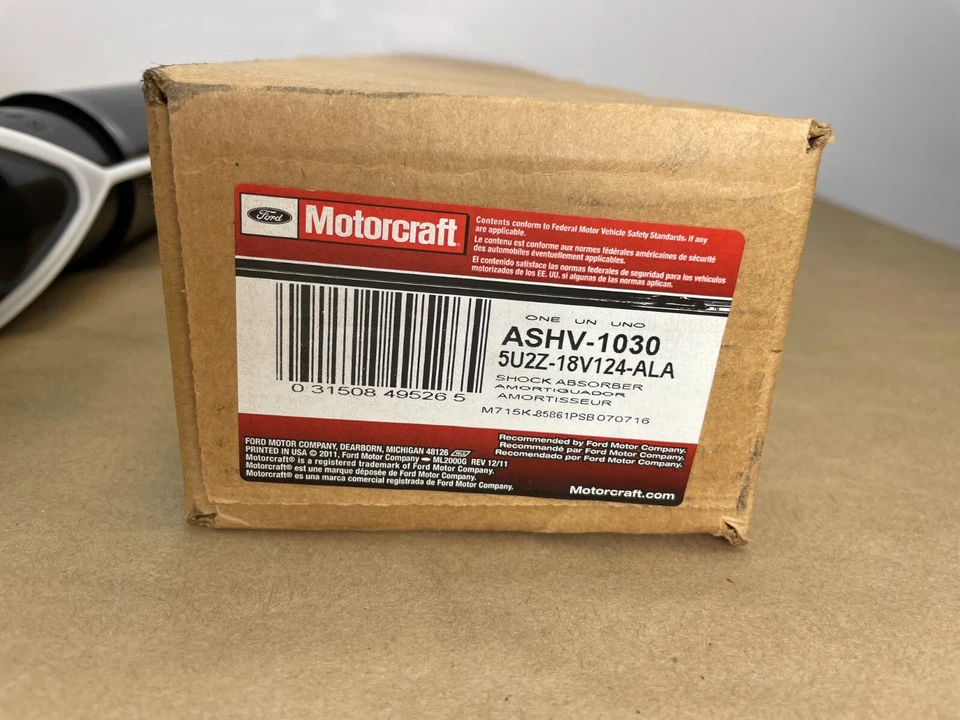 Ford
Motorcraft®
Contents conform to Federal Motor Vehicle Safety Standards, if any
are applicable.
Le contenu est conforme aux normes fédérales américaines de sécurité
des automobiles éventuellement applicables.
El contenido satisface las normas federales de seguridad para los vehículos
motorizados de los EE. UU. si algunas de las normas aplican.
ONE UN UNO
ASHV-1030
5U2Z-18V124-ALA
SHOCK ABSORBER
AMORTIGUADOR
AMORTISSEUR
0 31508 49526 5
M715K-85861PSB070716
FORD MOTOR COMPANY, DEARBORN, MICHIGAN 48126
PRINTED IN USA © 2011, Ford Motor Company ML2000G REV 12/11
Motorcraft® is a registered trademark of Ford Motor Company.
Motorcraft® est une marque déposée de Ford Motor Company.
Motorcraft® es una marca comercial registrada de Ford Motor Company.
Recommended by Ford Motor Company.
Recommandé par Ford Motor Company.
Recomendado por Ford Motor Company.
Motorcraft.com